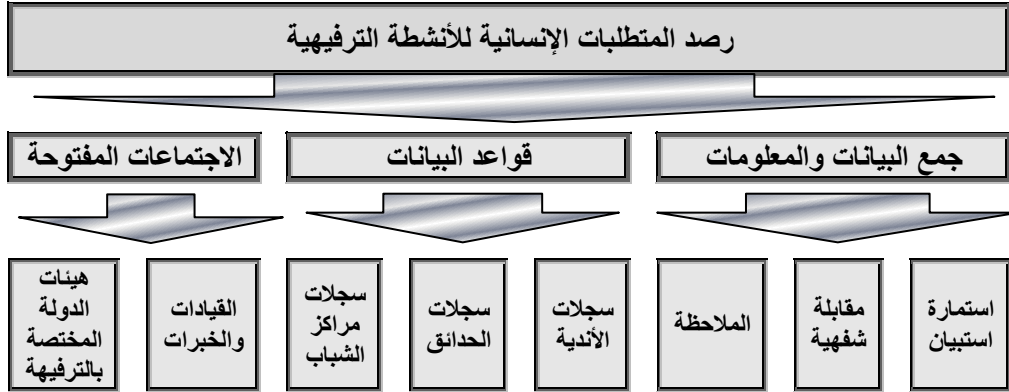 رصد المتطلبات الإنسانية للأنشطة الترفيهية
جمع البيانات والمعلومات
قواعد البيانات
الاجتماعات المفتوحة
استمارة
استبيان
مقابلة
شفهية
الملاحظة
سجلات
الأندية
سجلات
الحدائق
سجلات
مراكز
الشباب
القيادات
والخبرات
هيئات
الدولة
المختصة
بالترفيهة